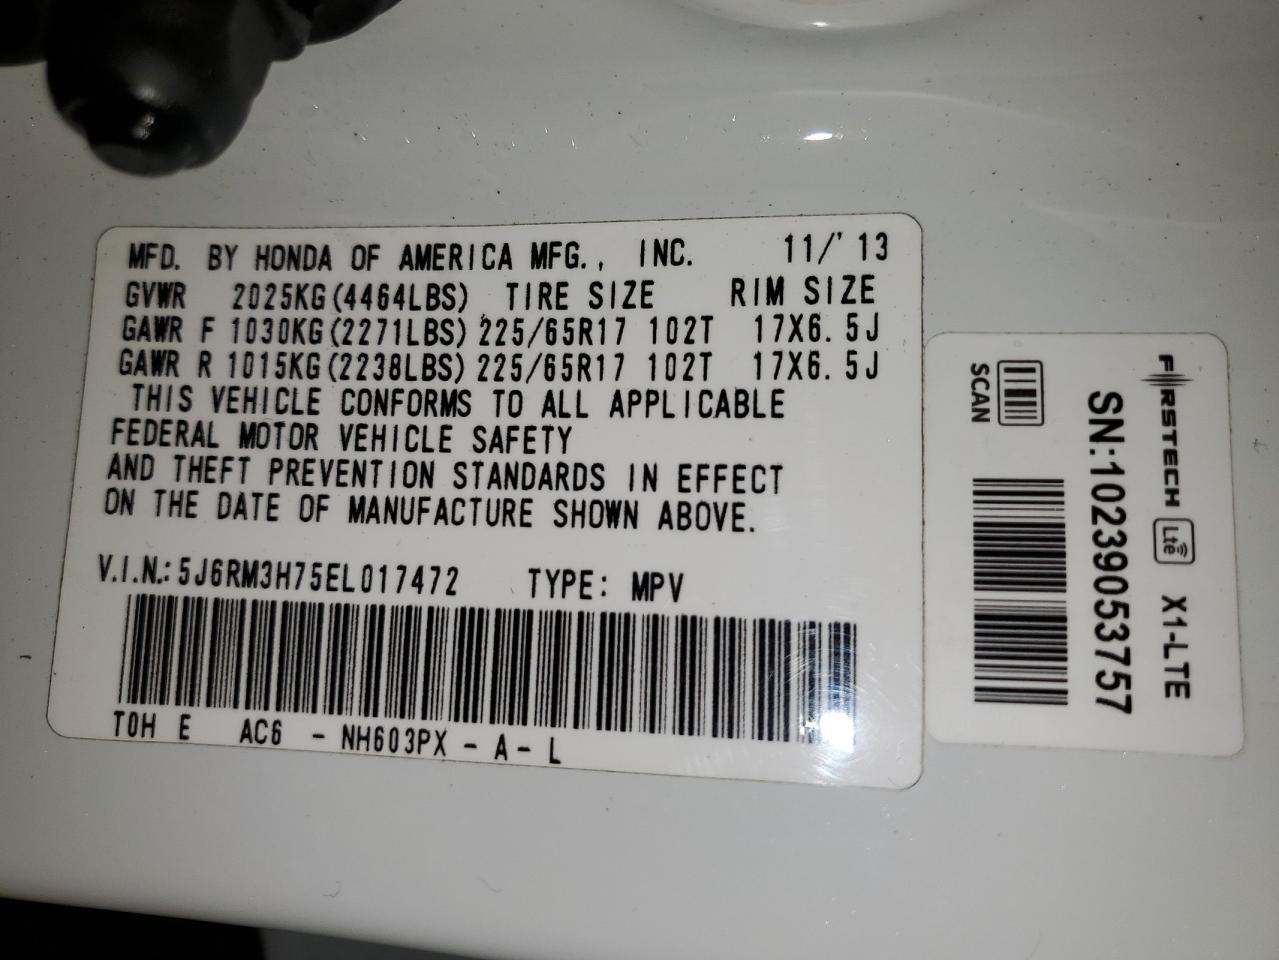 MFD. BY HONDA OF AMERICA MFG., INC. 11/'13
GVWR 2025KG(4464LBS) TIRE SIZE RIM SIZE
GAWR F 1030KG(2271LBS) 225/65R17 102T 17X6.5J
GAWR R 1015KG(2238LBS) 225/65R17 102T 17X6.5J
THIS VEHICLE CONFORMS TO ALL APPLICABLE
FEDERAL MOTOR VEHICLE SAFETY
AND THEFT PREVENTION STANDARDS IN EFFECT
ON THE DATE OF MANUFACTURE SHOWN ABOVE.
V.I.N.: 5J6RM3H75EL017472 TYPE: MPV
TOH E AC6 - NH603PX - A - L
FIRSTECH Lte X1-LTE
SN:10239053757
SCAN